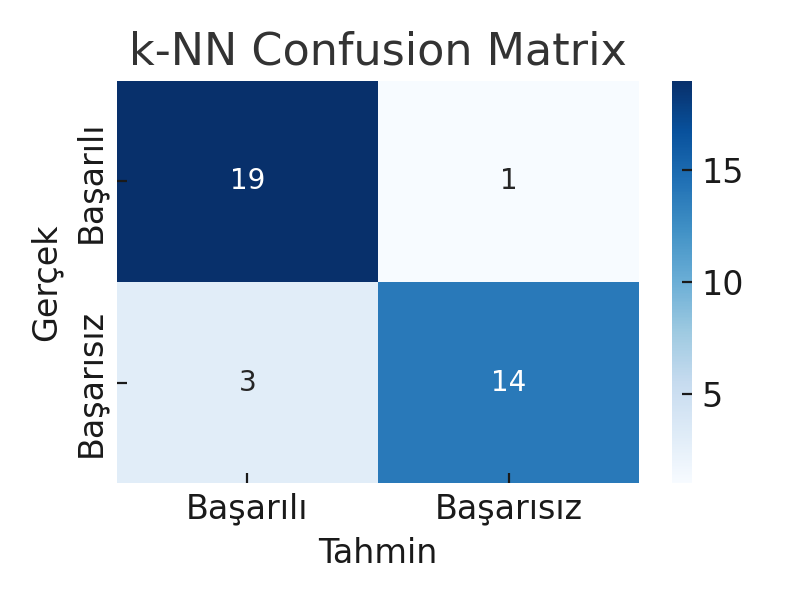 k-NN Confusion Matrix
Gerçek
Başarılı
Başarısız
19
1
3
14
Başarılı
Başarısız
Tahmin
15
10
5